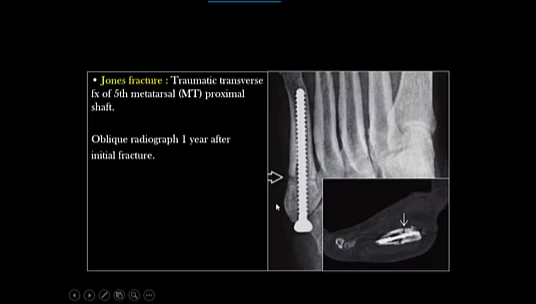 • Jones fracture : Traumatic transverse
fx of 5th metatarsal (MT) proximal
shaft.
Oblique radiograph 1 year after
initial fracture.